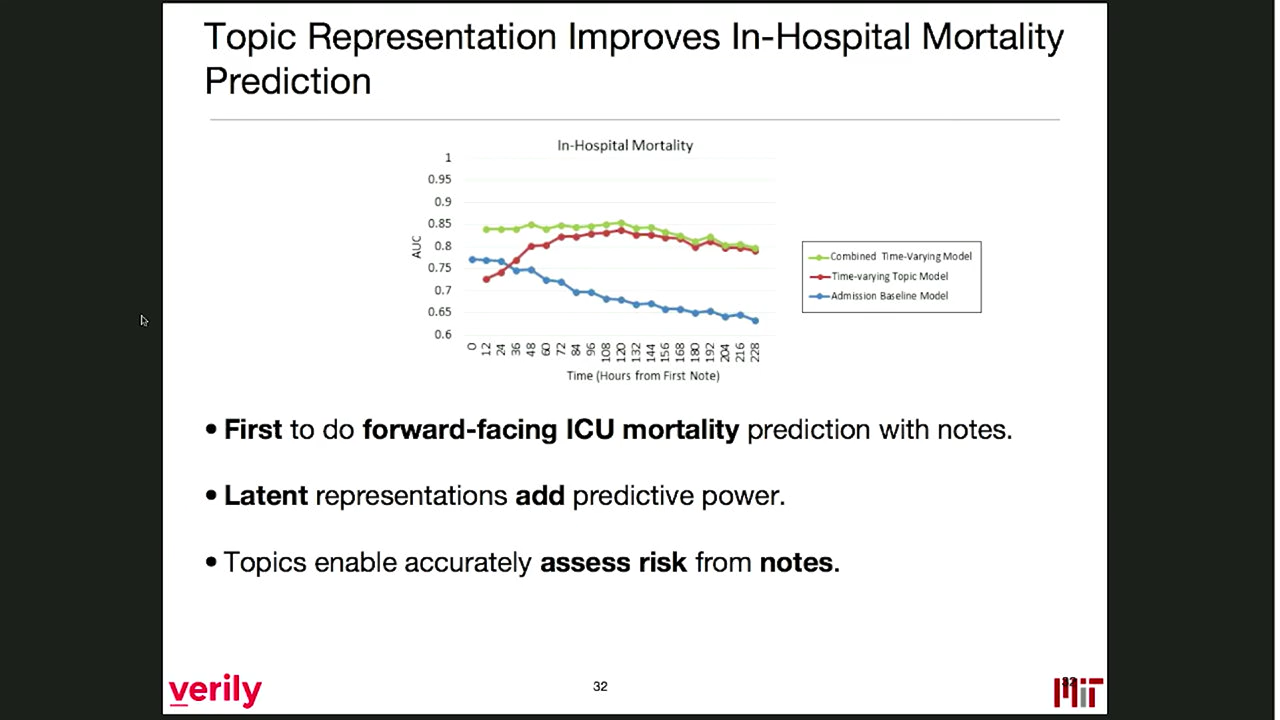 Topic Representation Improves In-Hospital Mortality
Prediction
In-Hospital Mortality
1
0.95
0.9
0.85
0.8
0.75
0.7
0.65
0.6
AUC
0 12 24 36 48 60 72 84 96 108 120 132 144 156 168 180 192 204 216 228
Time (Hours from First Note)
Combined Time-Varying Model
Time-varying Topic Model
Admission Baseline Model
• First to do forward-facing ICU mortality prediction with notes.
• Latent representations add predictive power.
• Topics enable accurately assess risk from notes.
verily
32
32
MIT